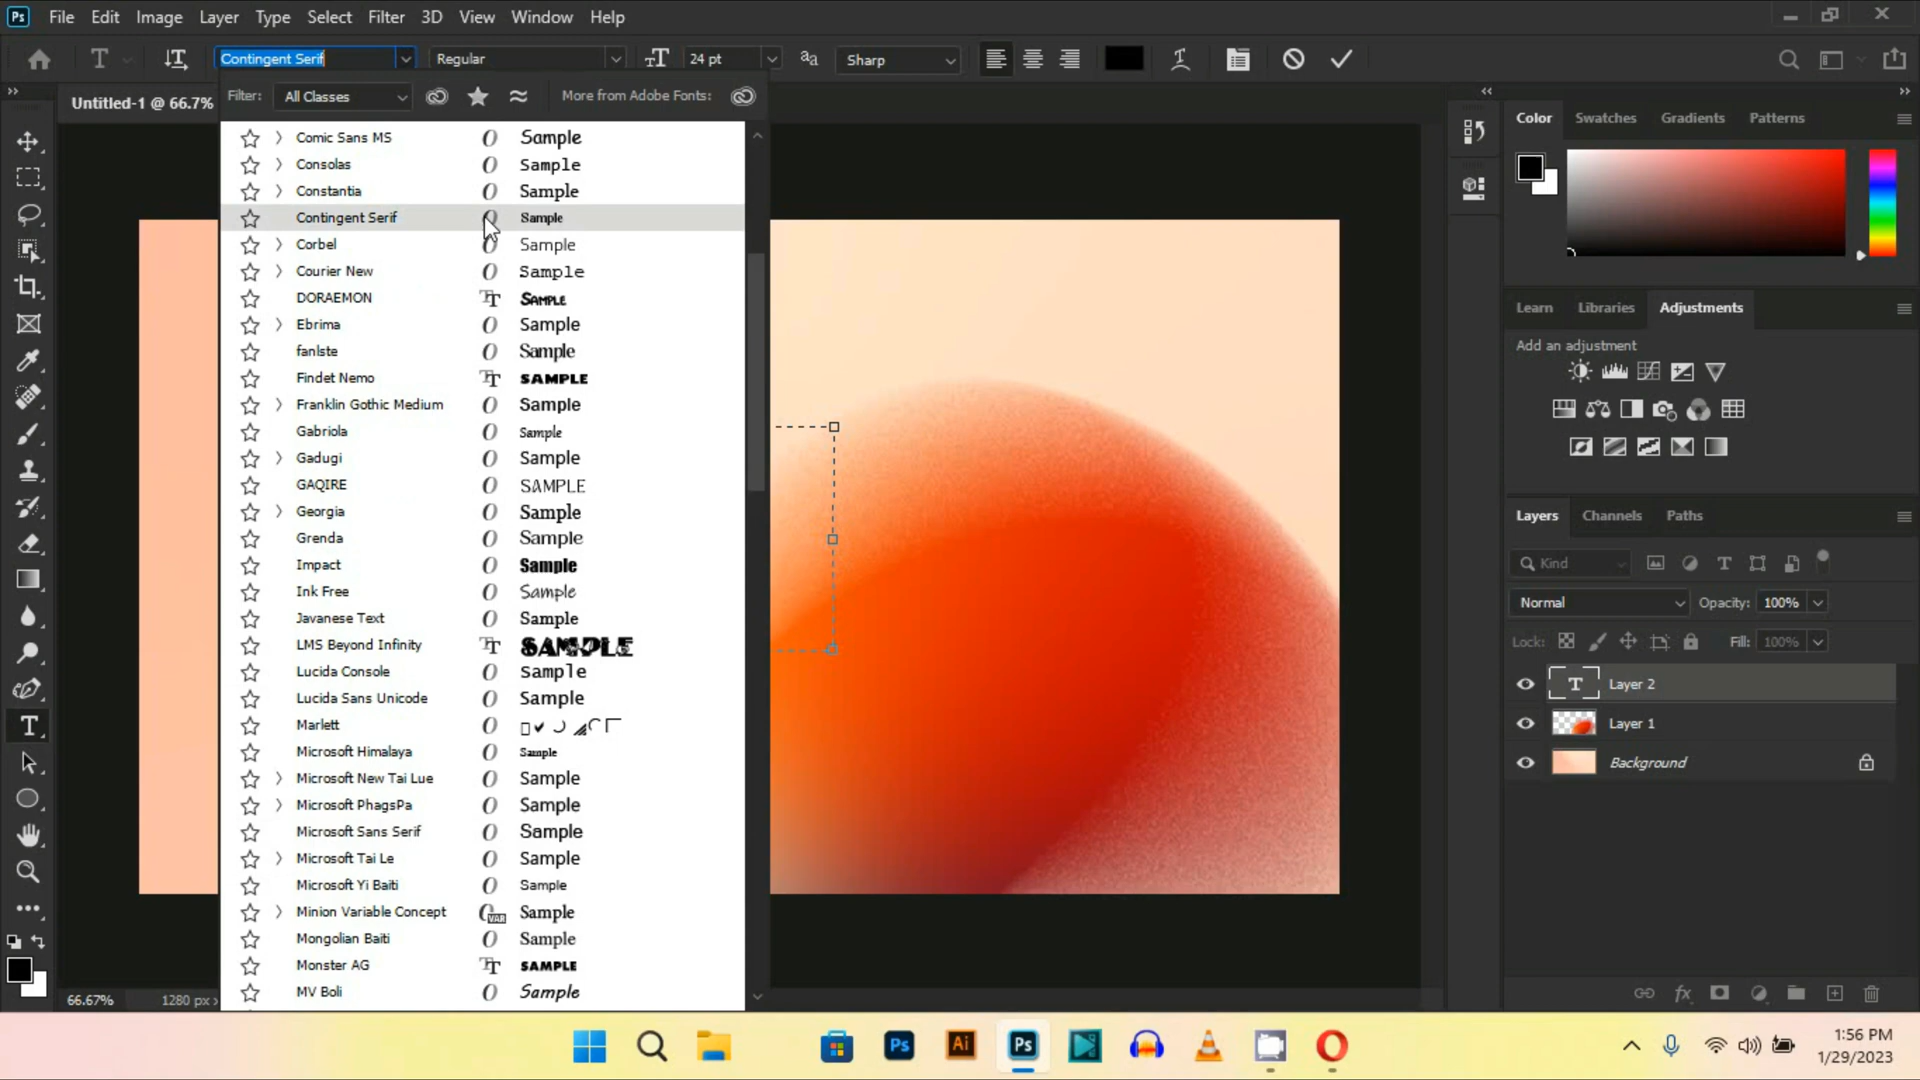 Ps File Edit Image Layer Type Select Filter 3D View Window Help
T Contingent Serif Regular 24 pt aa Sharp
Untitled-1 @ 66.7%
Filter: All Classes More from Adobe Fonts:
Comic Sans MS Sample
Consolas Sample
Constantia Sample
Contingent Serif Sample
Corbel Sample
Courier New Sample
DORAEMON SAMPLE
Ebrima Sample
fanlste Sample
Findet Nemo SAMPLE
Franklin Gothic Medium Sample
Gabriola Sample
Gadugi Sample
GAQIRE SAMPLE
Georgia Sample
Grenda Sample
Impact Sample
Ink Free Sample
Javanese Text Sample
LMS Beyond Infinity SAMPLE
Lucida Console Sample
Lucida Sans Unicode Sample
Marlett
Microsoft Himalaya Sample
Microsoft New Tai Lue Sample
Microsoft PhagsPa Sample
Microsoft Sans Serif Sample
Microsoft Tai Le Sample
Microsoft Yi Baiti Sample
Minion Variable Concept VAR Sample
Mongolian Baiti Sample
Monster AG SAMPLE
MV Boli Sample
66.67% 1280 px
Color Swatches Gradients Patterns
Learn Libraries Adjustments
Add an adjustment
Layers Channels Paths
Kind
Normal Opacity: 100%
Lock: Fill: 100%
T Layer 2
Layer 1
Background
fx
Ps Ai Ps
1:56 PM
1/29/2023